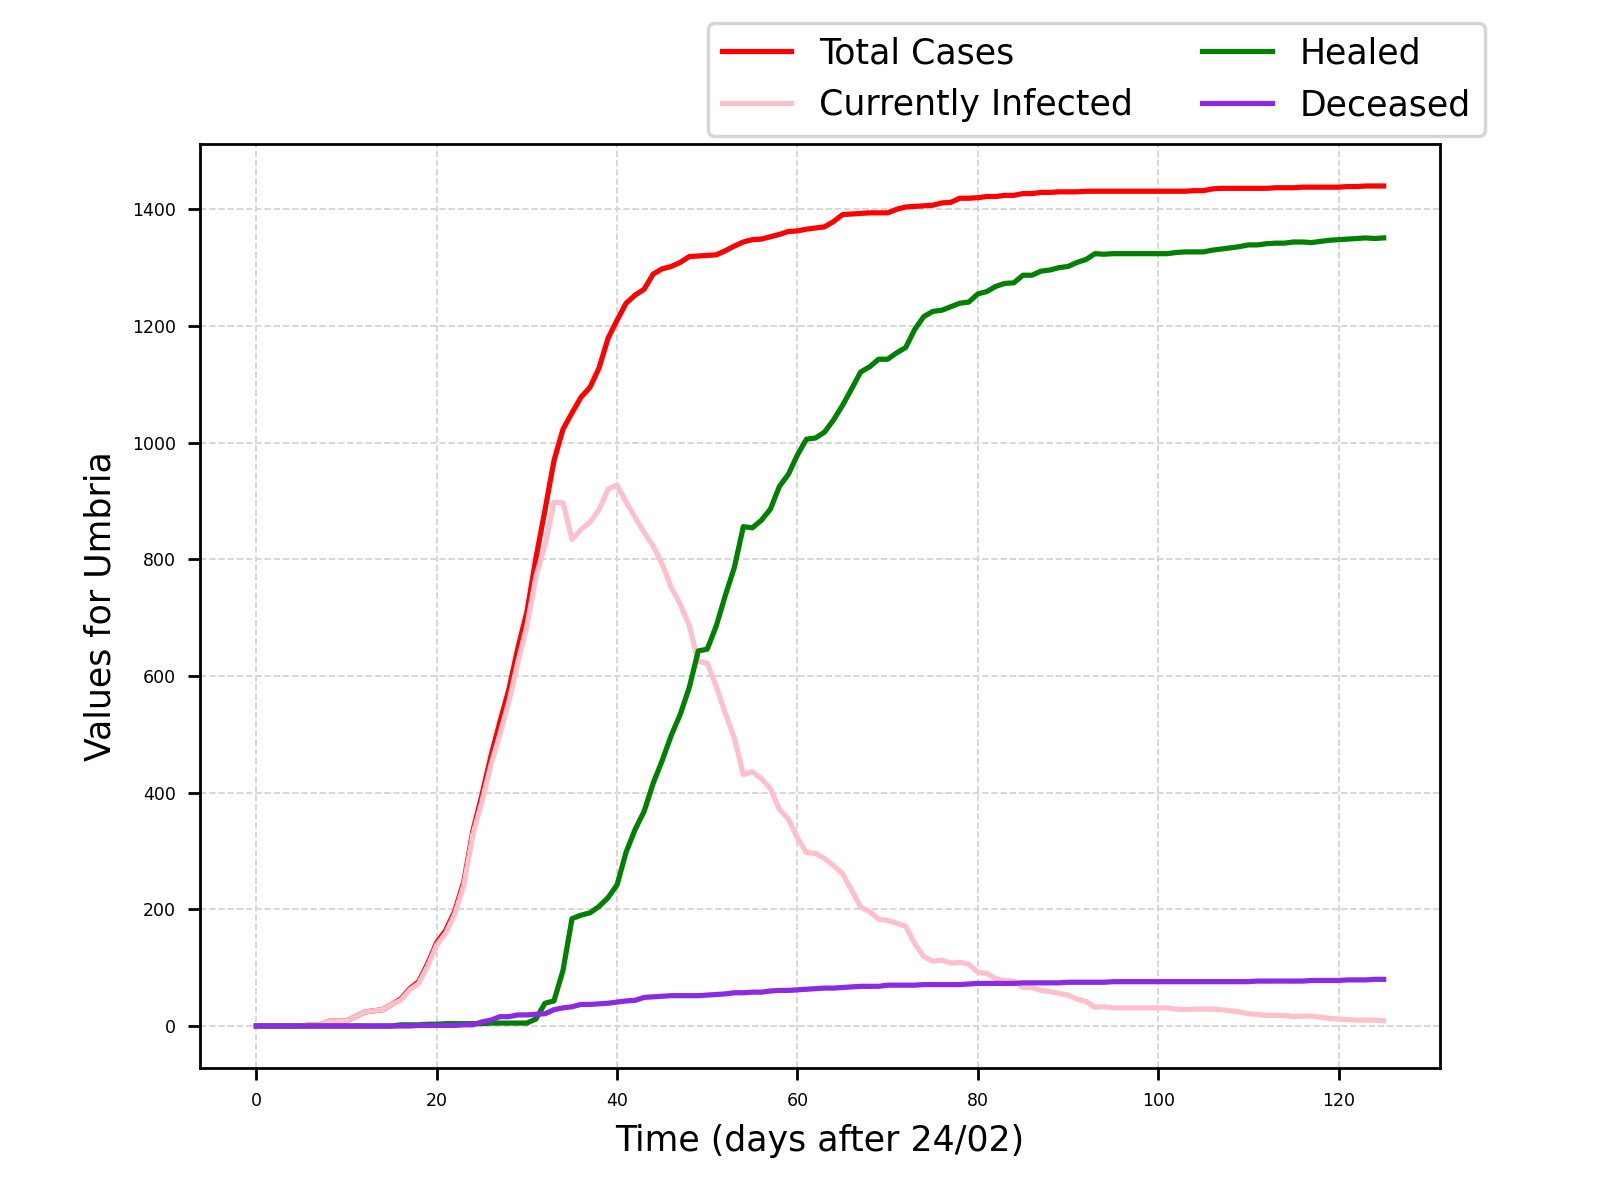 Total Cases
Currently Infected
Healed
Deceased
1400
1200
1000
800
600
400
200
0
Values for Umbria
0 20 40 60 80 100 120
Time (days after 24/02)